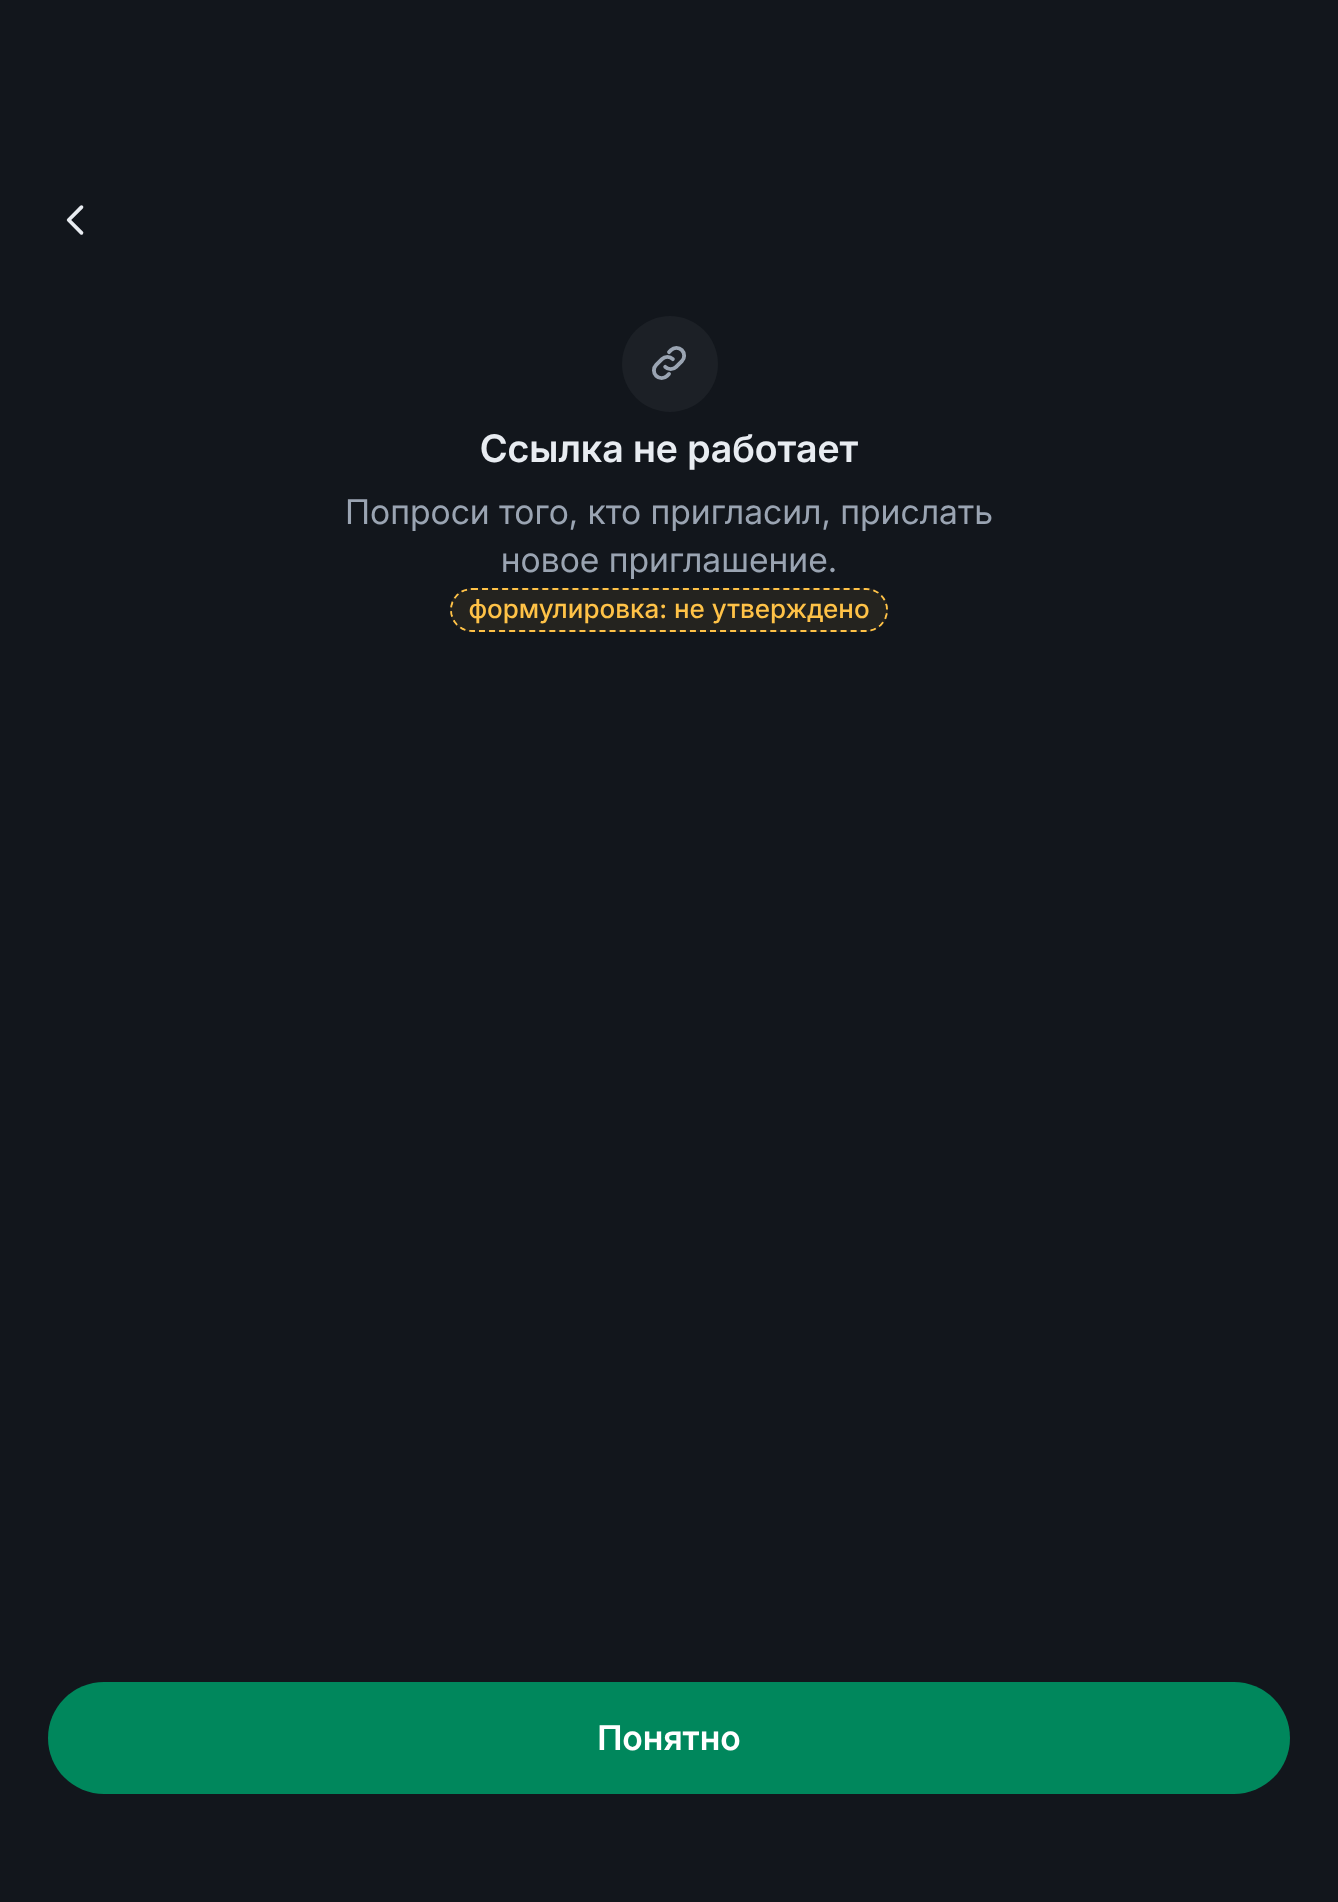 Ссылка не работает
Попроси того, кто пригласил, прислать
новое приглашение.
формулировка: не утверждено
Понятно